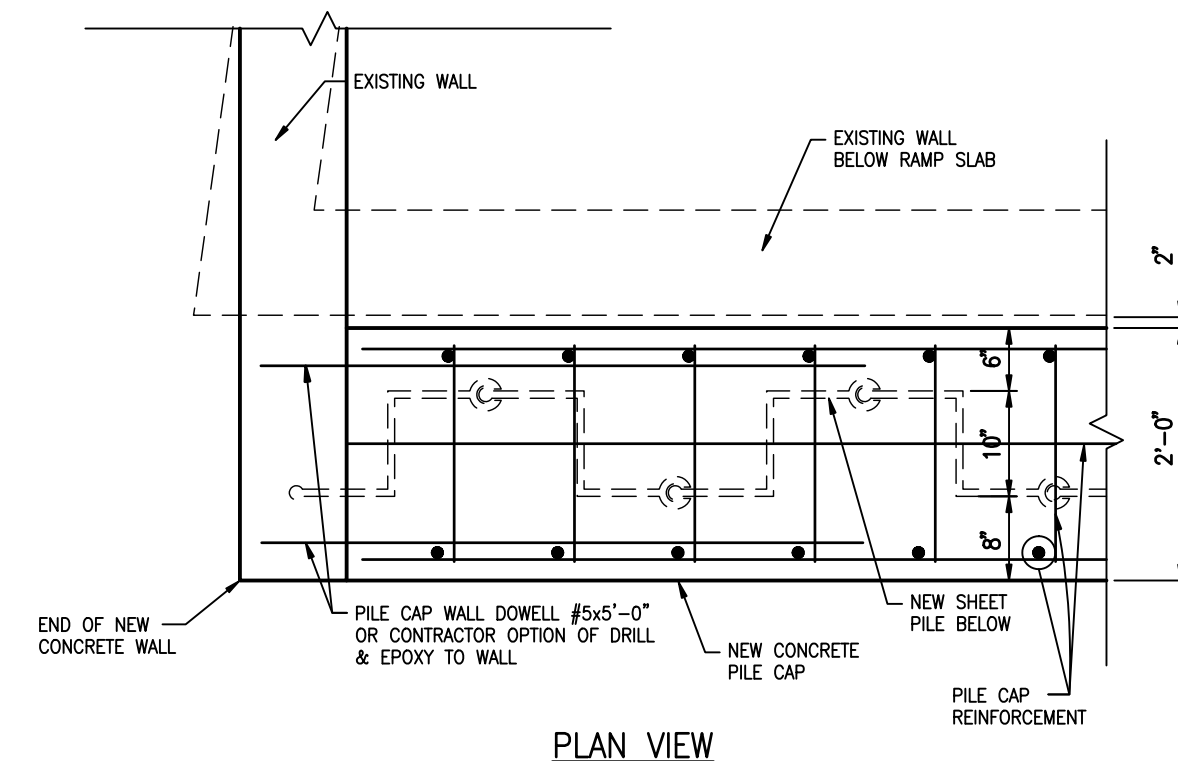 EXISTING WALL
EXISTING WALL
BELOW RAMP SLAB
2"
6"
10"
2'-0"
8"
END OF NEW
CONCRETE WALL
PILE CAP WALL DOWELL #5x5'-0"
OR CONTRACTOR OPTION OF DRILL
& EPOXY TO WALL
NEW SHEET
PILE BELOW
NEW CONCRETE
PILE CAP
PILE CAP
REINFORCEMENT
PLAN VIEW